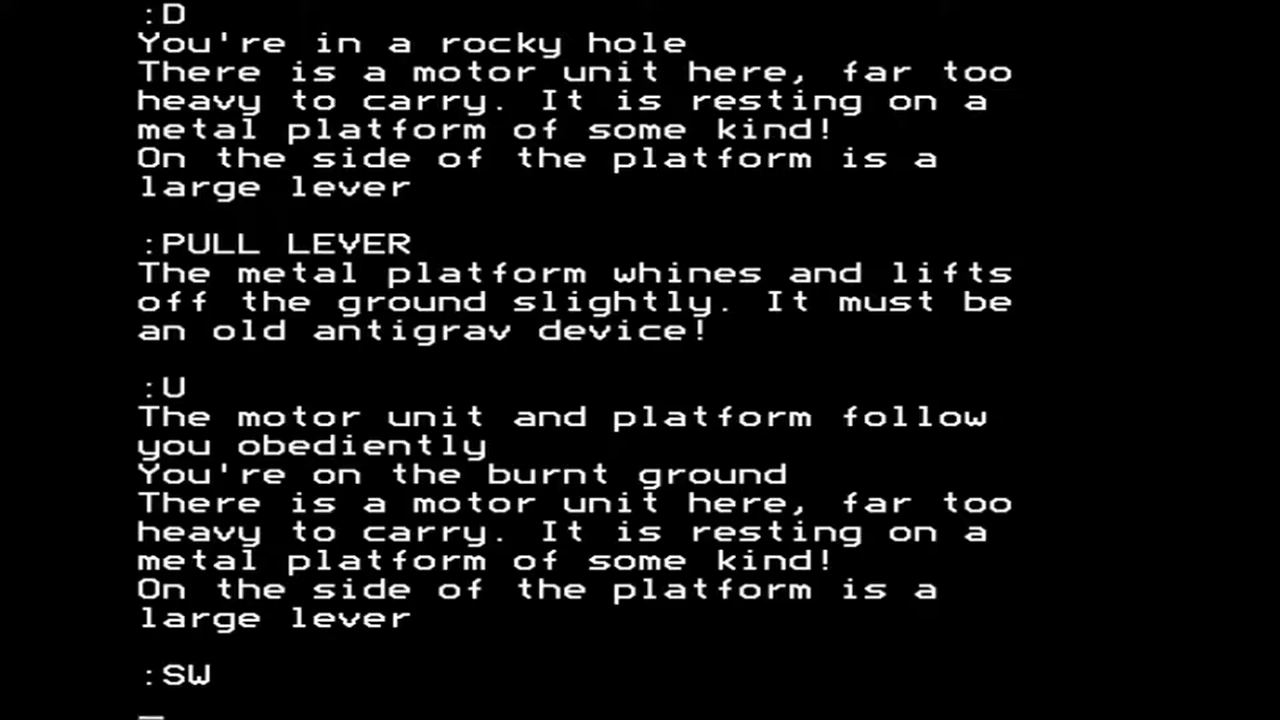 :D
You're in a rocky hole
There is a motor unit here, far too
heavy to carry. It is resting on a
metal platform of some kind!
On the side of the platform is a
large lever
:PULL LEVER
The metal platform whines and lifts
off the ground slightly. It must be
an old antigrav device!
:U
The motor unit and platform follow
you obediently
You're on the burnt ground
There is a motor unit here, far too
heavy to carry. It is resting on a
metal platform of some kind!
On the side of the platform is a
large lever
:SW